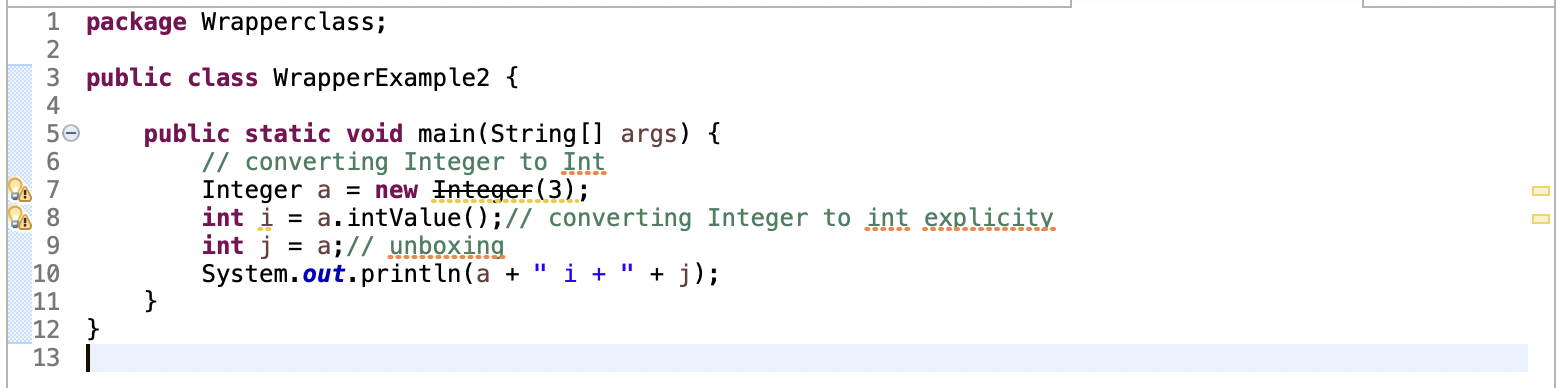 1 package Wrapperclass;
2
3 public class WrapperExample2 {
4
5 public static void main(String[] args) {
6 // converting Integer to Int
7 Integer a = new Integer(3);
8 int i = a.intValue();// converting Integer to int explicity
9 int j = a;// unboxing
10 System.out.println(a + " i + " + j);
11 }
12 }
13